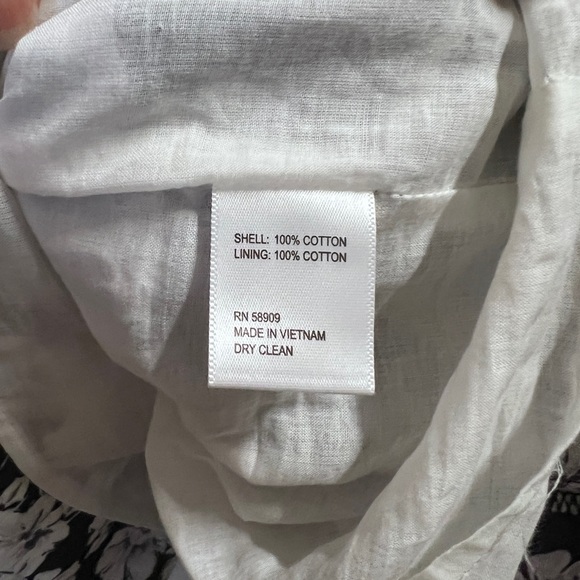 SHELL: 100% COTTON
LINING: 100% COTTON
RN 58909
MADE IN VIETNAM
DRY CLEAN